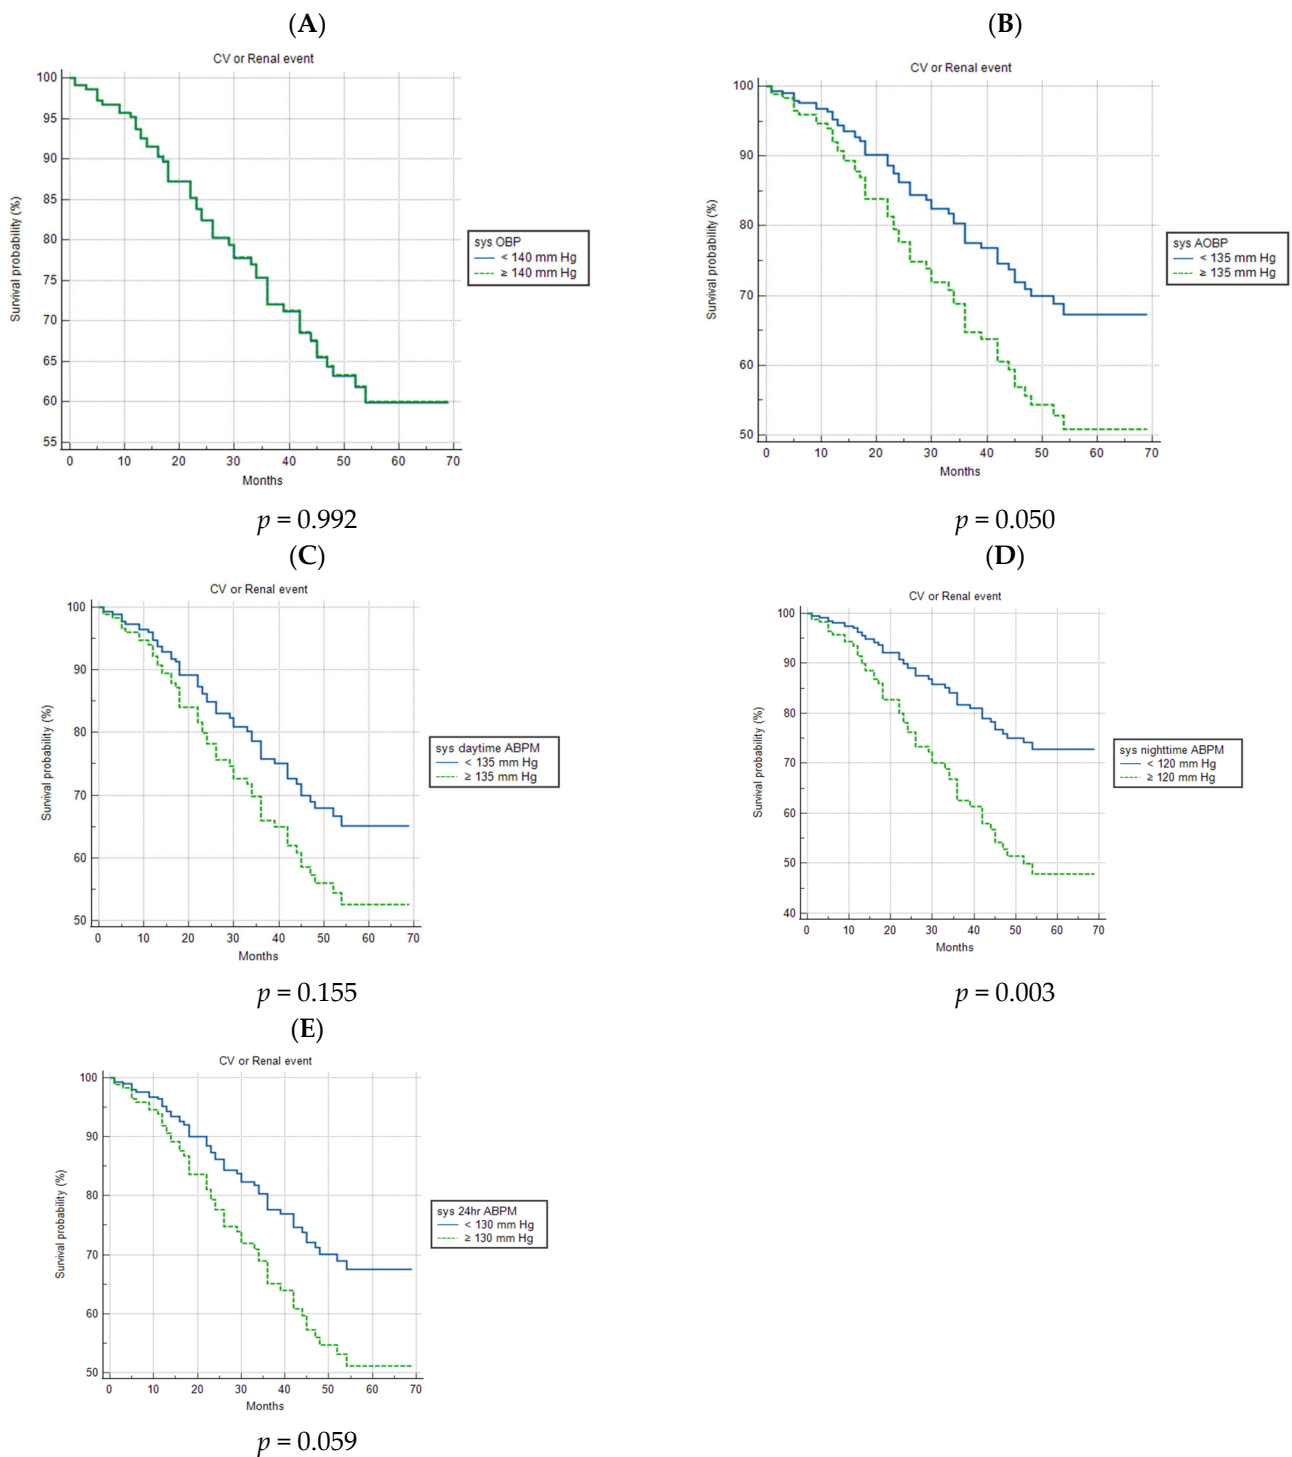 (A)
CV or Renal event
Survival probability (%)
100
95
90
85
80
75
70
65
60
55
0 10 20 30 40 50 60 70
Months
sys OBP
< 140 mm Hg
≥ 140 mm Hg
p = 0.992
(B)
CV or Renal event
Survival probability (%)
100
90
80
70
60
50
0 10 20 30 40 50 60 70
Months
sys AOBP
< 135 mm Hg
≥ 135 mm Hg
p = 0.050
(C)
CV or Renal event
Survival probability (%)
100
90
80
70
60
50
0 10 20 30 40 50 60 70
Months
sys daytime ABPM
< 135 mm Hg
≥ 135 mm Hg
p = 0.155
(D)
CV or Renal event
Survival probability (%)
100
90
80
70
60
50
40
0 10 20 30 40 50 60 70
Months
sys nighttime ABPM
< 120 mm Hg
≥ 120 mm Hg
p = 0.003
(E)
CV or Renal event
Survival probability (%)
100
90
80
70
60
50
0 10 20 30 40 50 60 70
Months
sys 24hr ABPM
< 130 mm Hg
≥ 130 mm Hg
p = 0.059